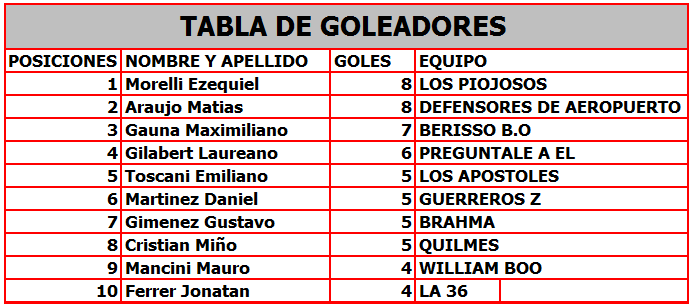 TABLA DE GOLEADORES
POSICIONES NOMBRE Y APELLIDO GOLES EQUIPO
1 Morelli Ezequiel 8 LOS PIOJOSOS
2 Araujo Matias 8 DEFENSORES DE AEROPUERTO
3 Gauna Maximiliano 7 BERISSO B.O
4 Gilabert Laureano 6 PREGUNTALE A EL
5 Toscani Emiliano 5 LOS APOSTOLES
6 Martinez Daniel 5 GUERREROS Z
7 Gimenez Gustavo 5 BRAHMA
8 Cristian Miño 5 QUILMES
9 Mancini Mauro 4 WILLIAM BOO
10 Ferrer Jonatan 4 LA 36